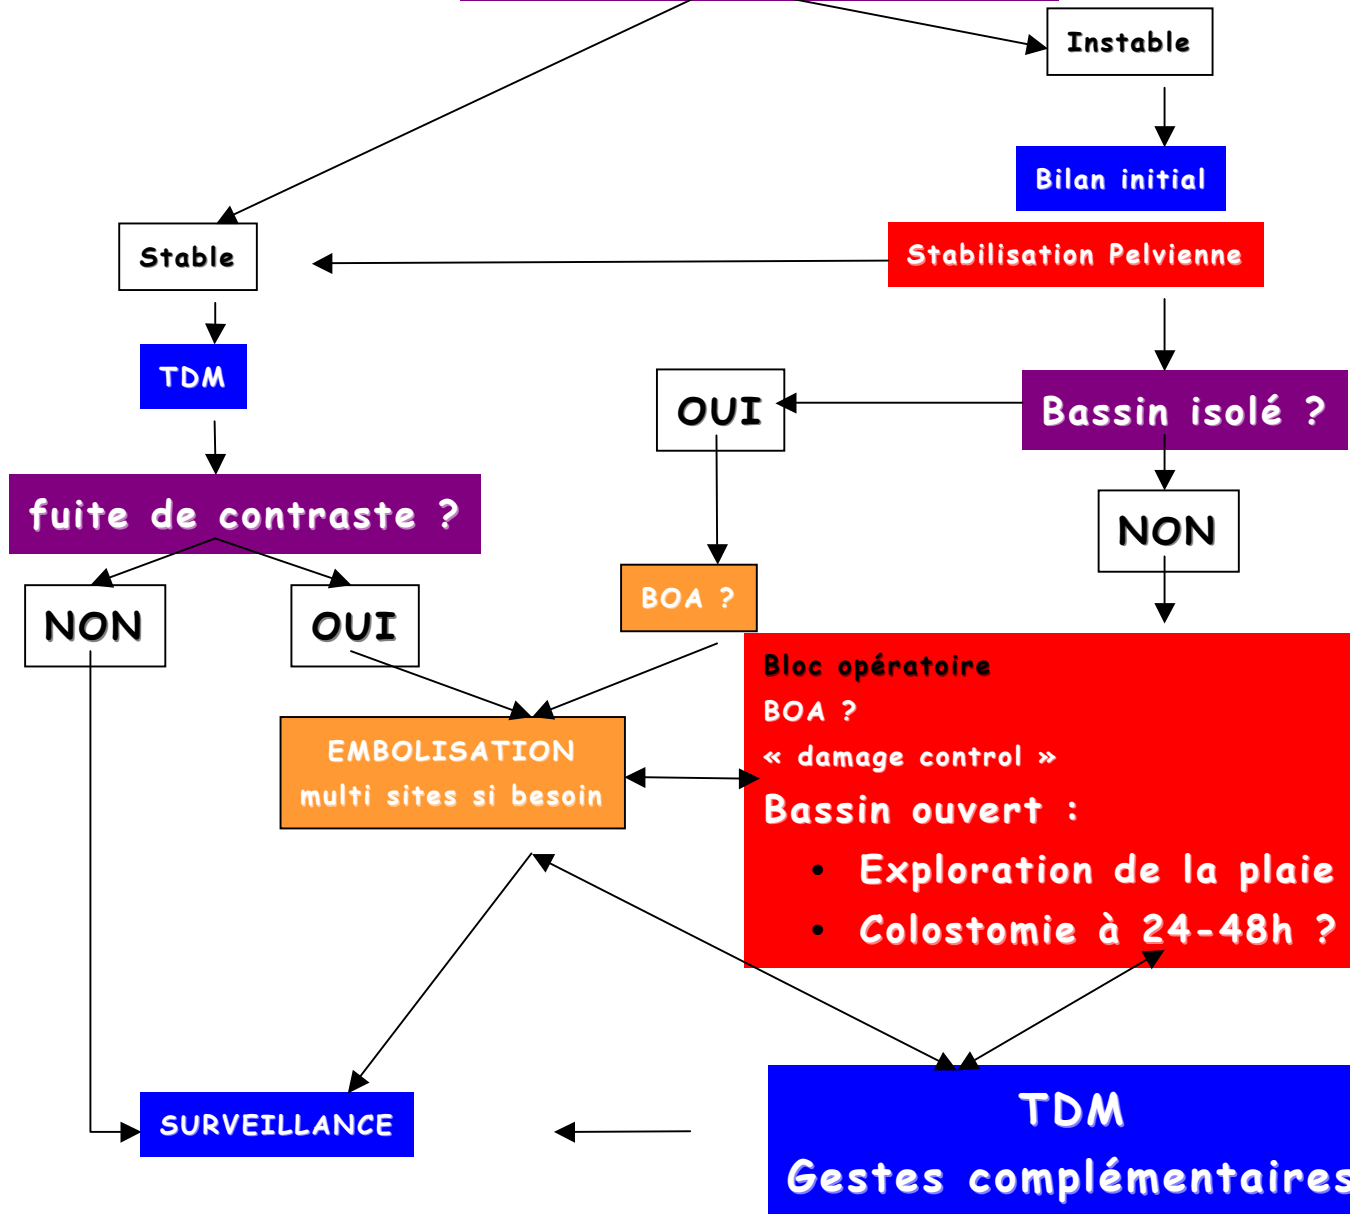 Instable
Bilan initial
Stabilisation Pelvienne
Stable
TDM
OUI
Bassin isolé ?
fuite de contraste ?
NON
NON
OUI
BOA ?
Bloc opératoire
BOA ?
« damage control »
Bassin ouvert :
• Exploration de la plaie
• Colostomie à 24-48h ?
EMBOLISATION
multi sites si besoin
SURVEILLANCE
TDM
Gestes complémentaires